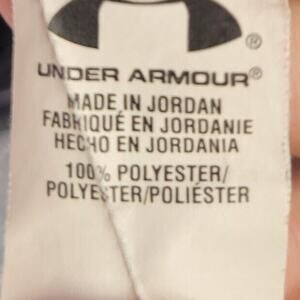 UNDER ARMOUR®
MADE IN JORDAN
FABRIQUÉ EN JORDANIE
HECHO EN JORDANIA
100% POLYESTER/
POLYESTER/POLIÉSTER